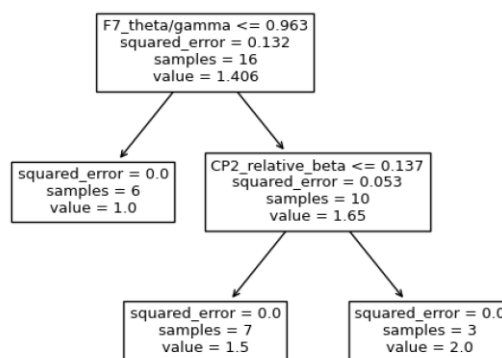 F7_theta/gamma <= 0.963
squared_error = 0.132
samples = 16
value = 1.406
squared_error = 0.0
samples = 6
value = 1.0
CP2_relative_beta <= 0.137
squared_error = 0.053
samples = 10
value = 1.65
squared_error = 0.0
samples = 7
value = 1.5
squared_error = 0.0
samples = 3
value = 2.0